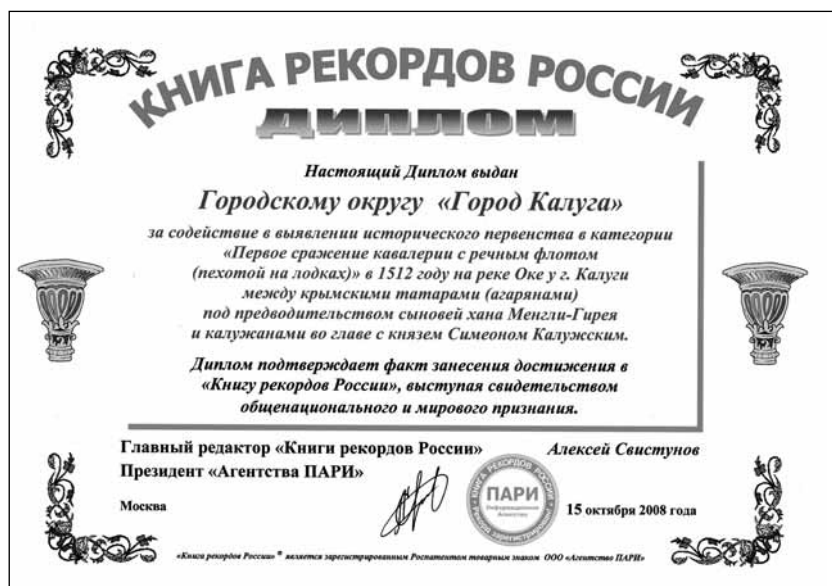 КНИГА РЕКОРДОВ РОССИИ
ДИПЛОМ
Настоящий Диплом выдан
Городскому округу «Город Калуга»
за содействие в выявлении исторического первенства в категории
«Первое сражение кавалерии с речным флотом
(пехотой на лодках)» в 1512 году на реке Оке у г. Калуги
между крымскими татарами (агарянами)
под предводительством сыновей хана Менгли-Гирея
и калужанами во главе с князем Симеоном Калужским.
Диплом подтверждает факт занесения достижения в
«Книгу рекордов России», выступая свидетельством
общенационального и мирового признания.
Главный редактор «Книги рекордов России» Алексей Свистунов
Президент «Агентства ПАРИ»
КНИГА РЕКОРДОВ РОССИИ
ПАРИ
Информационное
Агентство
Москва
15 октября 2008 года
«Книга рекордов России» ® является зарегистрированным Роспатентом товарным знаком ООО «Агентство ПАРИ»